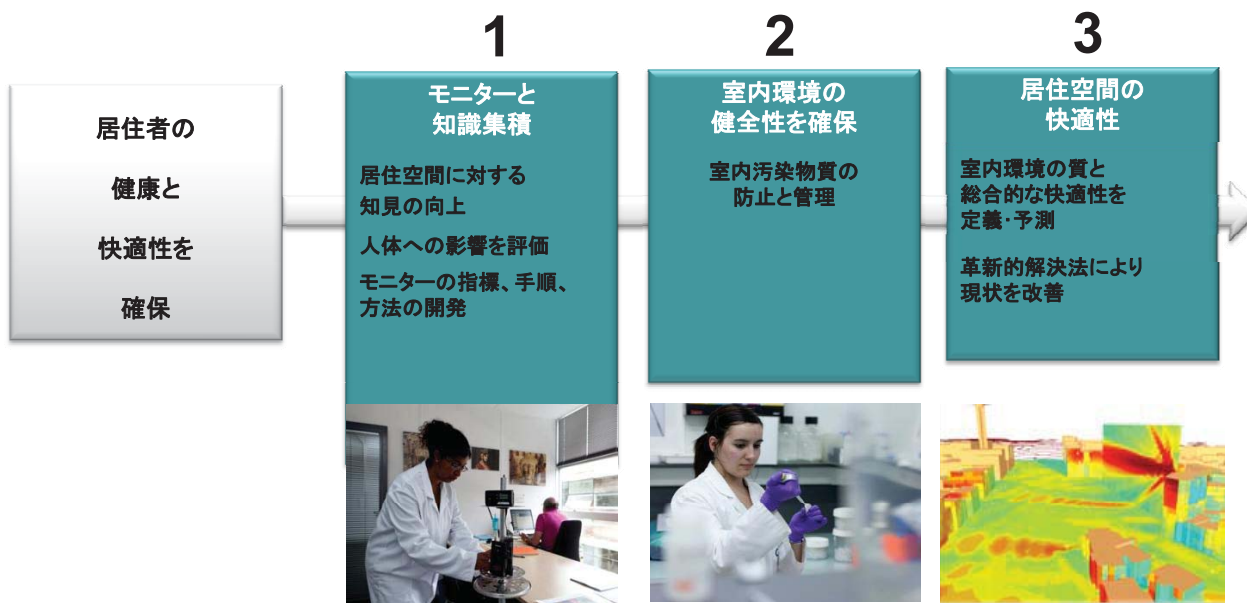 居住者の
健康と
快適性を
確保
1
モニターと
知識集積
居住空間に対する
知見の向上
人体への影響を評価
モニターの指標、手順、
方法の開発
2
室内環境の
健全性を確保
室内汚染物質の
防止と管理
3
居住空間の
快適性
室内環境の質と
総合的な快適性を
定義・予測
革新的解決法により
現状を改善